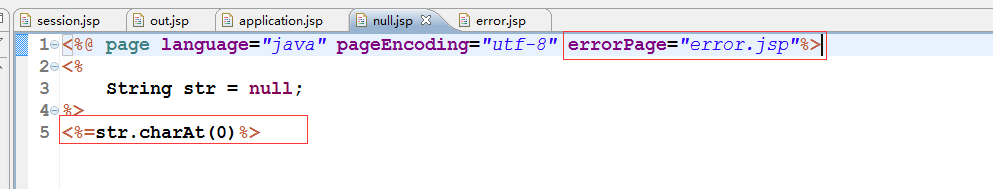 session.jsp out.jsp application.jsp null.jsp error.jsp
1 <%@ page language="java" pageEncoding="utf-8" errorPage="error.jsp"%>
2 <%
3 String str = null;
4 %>
5 <%=str.charAt(0)%>